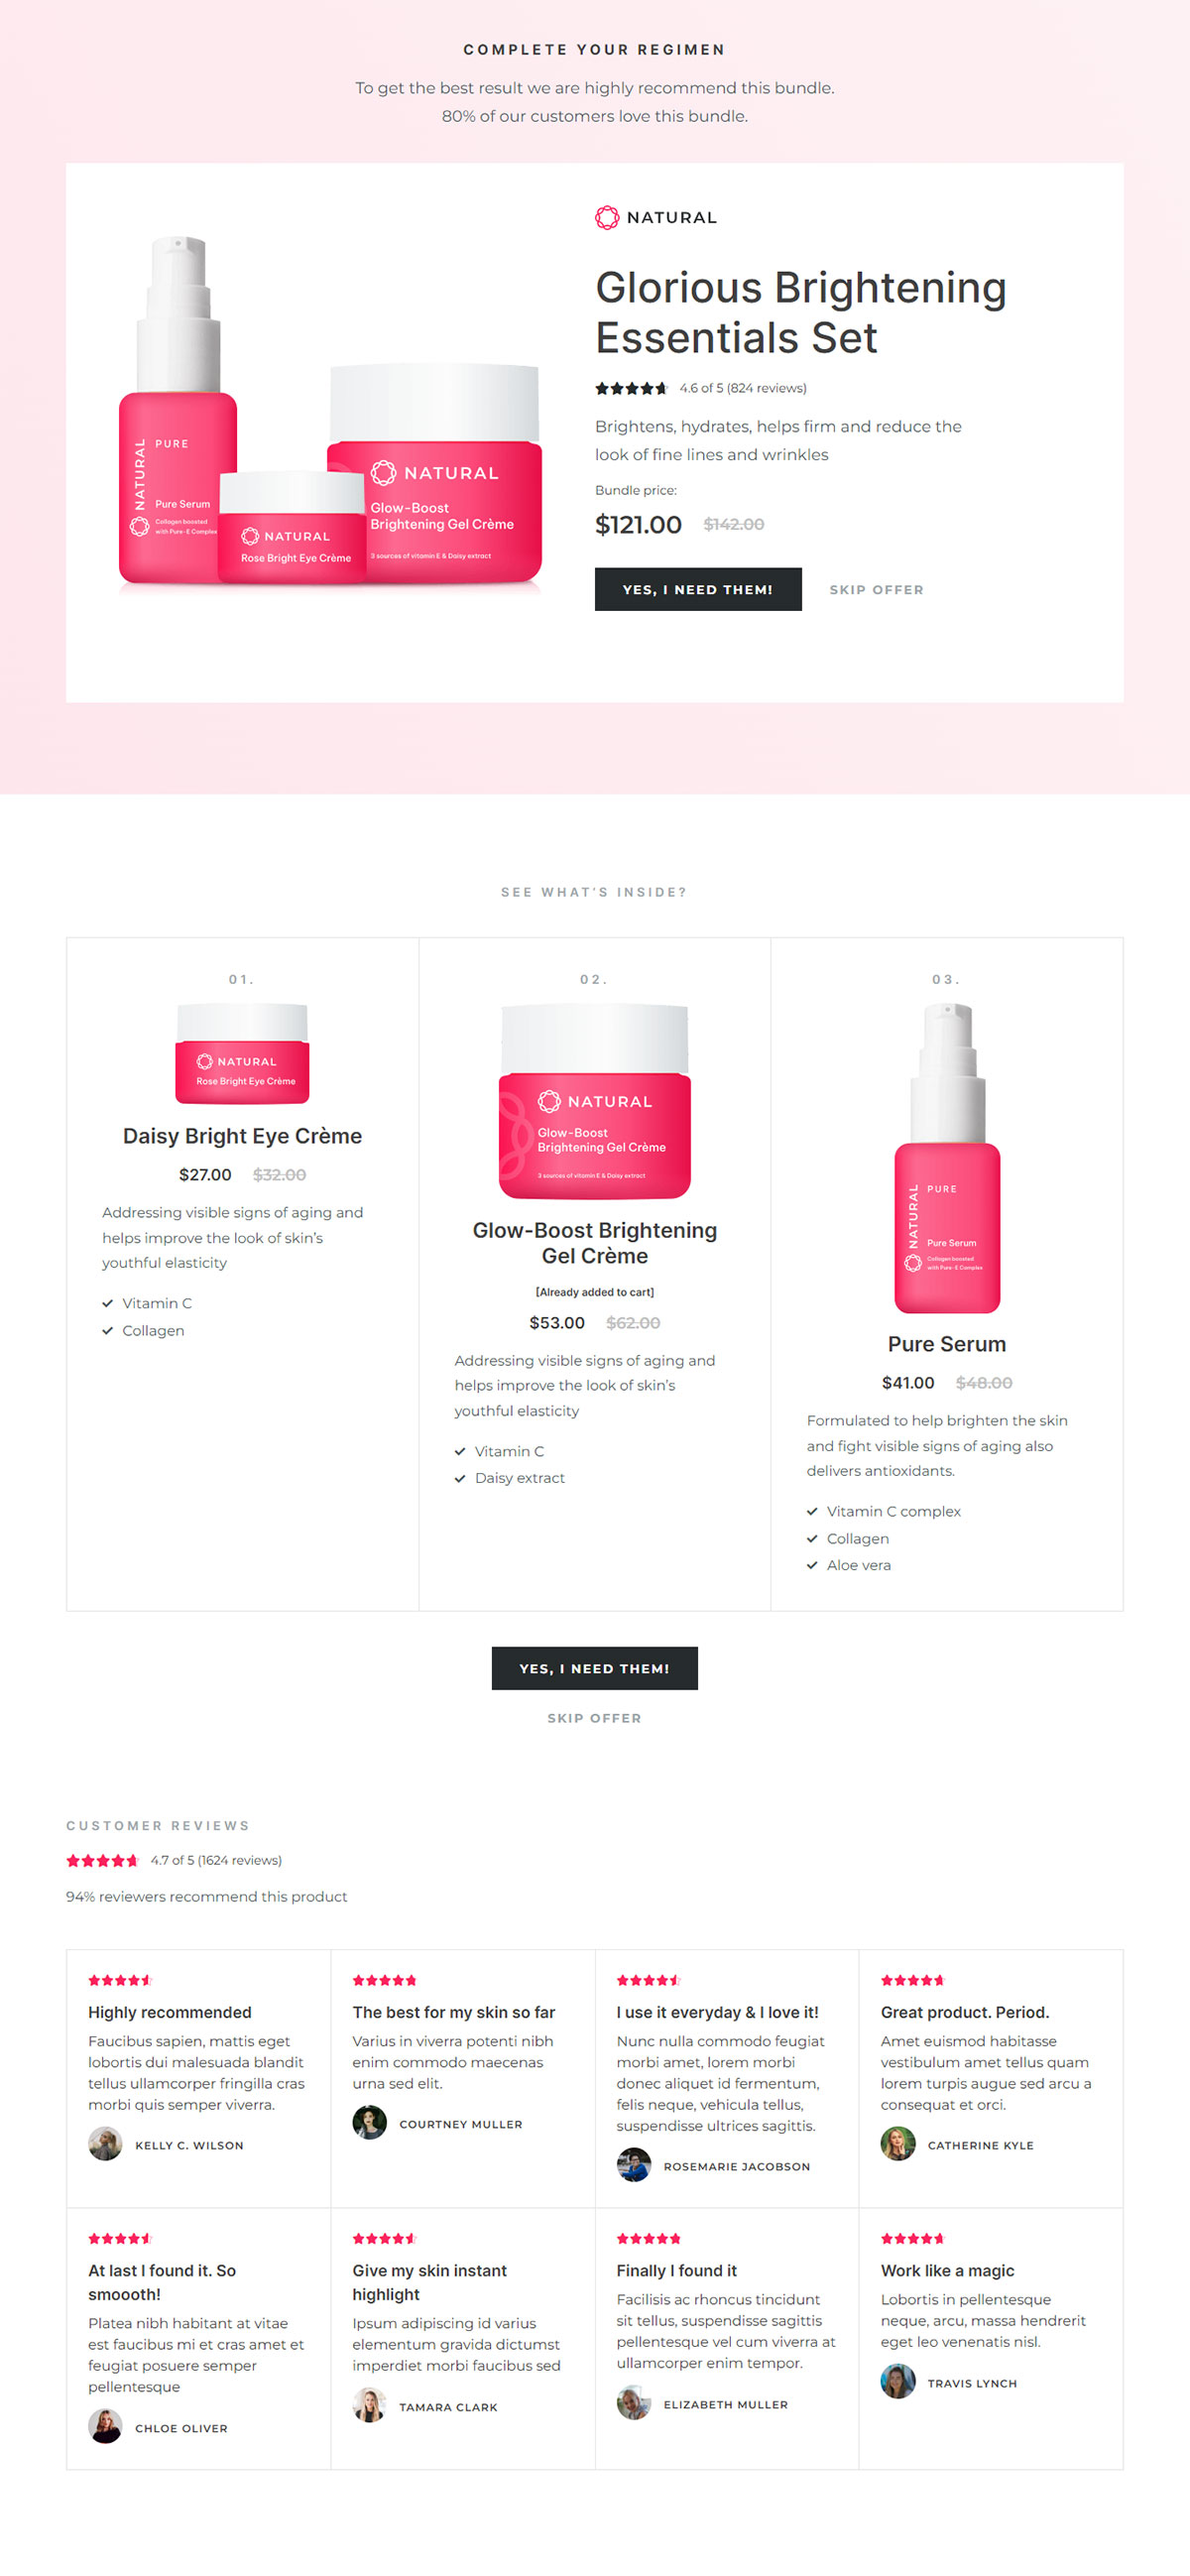 COMPLETE YOUR REGIMEN
To get the best result we are highly recommend this bundle.
80% of our customers love this bundle.
NATURAL
PURE
Pure Serum
Collagen boosted
with Pure-E Complex
NATURAL
Rose Bright Eye Crème
NATURAL
Glow-Boost
Brightening Gel Crème
3 sources of vitamin E & Daisy extract
NATURAL
Glorious Brightening
Essentials Set
4.6 of 5 (824 reviews)
Brightens, hydrates, helps firm and reduce the
look of fine lines and wrinkles
Bundle price:
$121.00 $142.00
YES, I NEED THEM! SKIP OFFER
SEE WHAT'S INSIDE?
01.
NATURAL
Rose Bright Eye Crème
Daisy Bright Eye Crème
$27.00 $32.00
Addressing visible signs of aging and
helps improve the look of skin's
youthful elasticity
Vitamin C
Collagen
02.
NATURAL
Glow-Boost
Brightening Gel Crème
3 sources of vitamin E & Daisy extract
Glow-Boost Brightening
Gel Crème
[Already added to cart]
$53.00 $62.00
Addressing visible signs of aging and
helps improve the look of skin's
youthful elasticity
Vitamin C
Daisy extract
03.
NATURAL
PURE
Pure Serum
Collagen boosted
with Pure-E Complex
Pure Serum
$41.00 $48.00
Formulated to help brighten the skin
and fight visible signs of aging also
delivers antioxidants.
Vitamin C complex
Collagen
Aloe vera
YES, I NEED THEM!
SKIP OFFER
CUSTOMER REVIEWS
4.7 of 5 (1624 reviews)
94% reviewers recommend this product
Highly recommended
Faucibus sapien, mattis eget
lobortis dui malesuada blandit
tellus ullamcorper fringilla cras
morbi quis semper viverra.
KELLY C. WILSON
The best for my skin so far
Varius in viverra potenti nibh
enim commodo maecenas
urna sed elit.
COURTNEY MULLER
I use it everyday & I love it!
Nunc nulla commodo feugiat
morbi amet, lorem morbi
donec aliquet id fermentum,
felis neque, vehicula tellus,
suspendisse ultrices sagittis.
ROSEMARIE JACOBSON
Great product. Period.
Amet euismod habitasse
vestibulum amet tellus quam
lorem turpis augue sed arcu a
consequat et orci.
CATHERINE KYLE
At last I found it. So
smoooth!
Platea nibh habitant at vitae
est faucibus mi et cras amet et
feugiat posuere semper
pellentesque
CHLOE OLIVER
Give my skin instant
highlight
Ipsum adipiscing id varius
elementum gravida dictumst
imperdiet morbi faucibus sed
TAMARA CLARK
Finally I found it
Facilisis ac rhoncus tincidunt
sit tellus, suspendisse sagittis
pellentesque vel cum viverra at
ullamcorper enim tempor.
ELIZABETH MULLER
Work like a magic
Lobortis in pellentesque
neque, arcu, massa hendrerit
eget leo venenatis nisl.
TRAVIS LYNCH